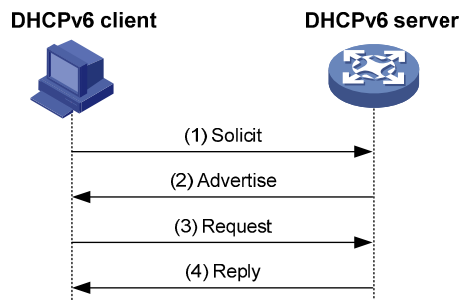 DHCPv6 client
DHCPv6 server
(1) Solicit
(2) Advertise
(3) Request
(4) Reply